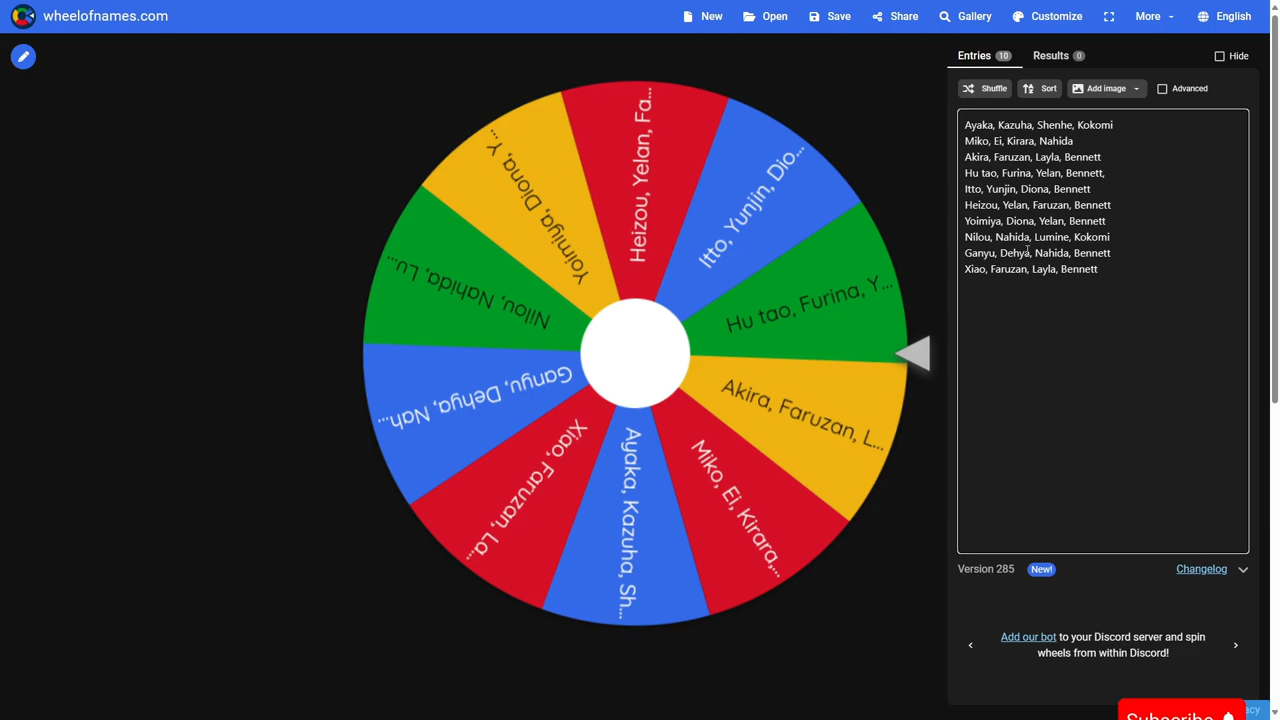 wheelofnames.com
New
Open
Save
Share
Gallery
Customize
More
English
Entries 10
Results 0
Hide
Shuffle
Sort
Add image
Advanced
Ayaka, Kazuha, Shenhe, Kokomi
Miko, Ei, Kirara, Nahida
Akira, Faruzan, Layla, Bennett
Hu tao, Furina, Yelan, Bennett,
Itto, Yunjin, Diona, Bennett
Heizou, Yelan, Faruzan, Bennett
Yoimiya, Diona, Yelan, Bennett
Nilou, Nahida, Lumine, Kokomi
Ganyu, Dehya, Nahida, Bennett
Xiao, Faruzan, Layla, Bennett
Heizou, Yelan, Fa...
Itto, Yunjin, Dio...
Hu tao, Furina, Y...
Akira, Faruzan, L...
Miko, Ei, Kirara,...
Ayaka, Kazuha, Sh...
Xiao, Faruzan, La...
Ganyu, Dehya, Nah...
Nilou, Nahida, Lu...
Yoimiya, Diona, Y...
Version 285
New!
Changelog
Add our bot to your Discord server and spin
wheels from within Discord!
Subscribe